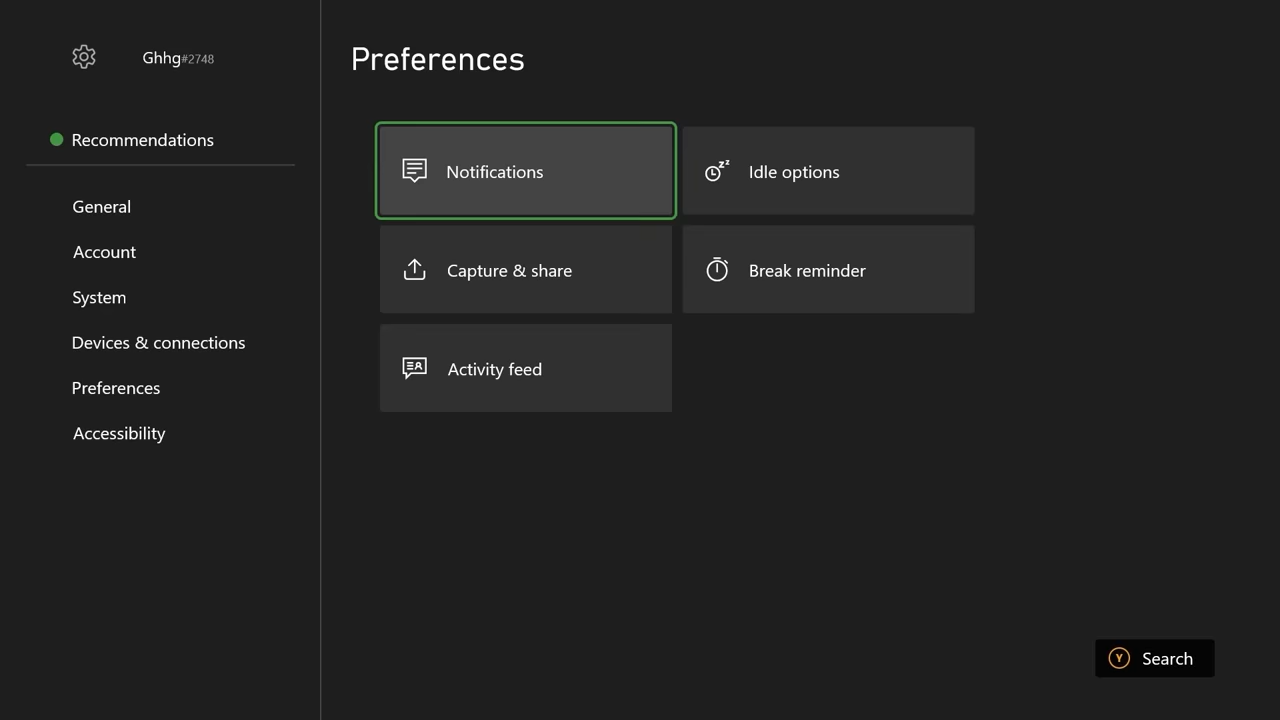 Ghhg#2748
Recommendations
General
Account
System
Devices & connections
Preferences
Accessibility
Preferences
Notifications
Idle options
Capture & share
Break reminder
Activity feed
Y Search